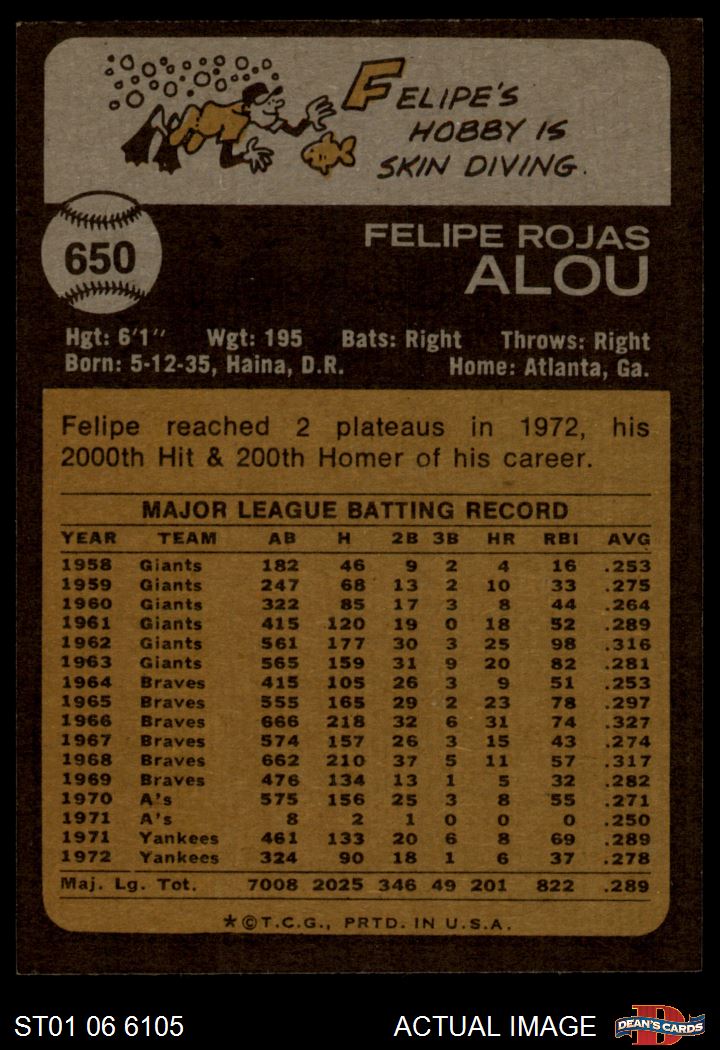 FELIPE'S
HOBBY IS
SKIN DIVING.
650
FELIPE ROJAS
ALOU
Hgt: 6'1" Wgt: 195 Bats: Right Throws: Right
Born: 5-12-35, Haina, D.R. Home: Atlanta, Ga.
Felipe reached 2 plateaus in 1972, his
2000th Hit & 200th Homer of his career.
MAJOR LEAGUE BATTING RECORD
YEAR TEAM AB H 2B 3B HR RBI AVG
1958 Giants 182 46 9 2 4 16 .253
1959 Giants 247 68 13 2 10 33 .275
1960 Giants 322 85 17 3 8 44 .264
1961 Giants 415 120 19 0 18 52 .289
1962 Giants 561 177 30 3 25 98 .316
1963 Giants 565 159 31 9 20 82 .281
1964 Braves 415 105 26 3 9 51 .253
1965 Braves 555 165 29 2 23 78 .297
1966 Braves 666 218 32 6 31 74 .327
1967 Braves 574 157 26 3 15 43 .274
1968 Braves 662 210 37 5 11 57 .317
1969 Braves 476 134 13 1 5 32 .282
1970 A's 575 156 25 3 8 55 .271
1971 A's 8 2 1 0 0 0 .250
1971 Yankees 461 133 20 6 8 69 .289
1972 Yankees 324 90 18 1 6 37 .278
Maj. Lg. Tot. 7008 2025 346 49 201 822 .289
*©T.C.G., PRTD. IN U.S.A.
ST01 06 6105 ACTUAL IMAGE D DEAN'S CARDS